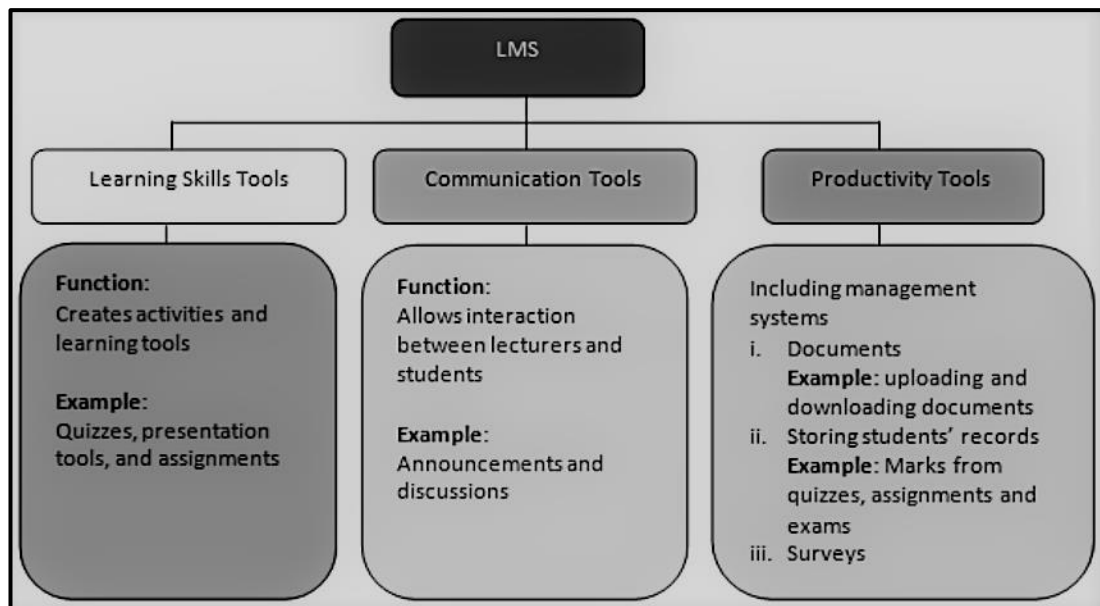 LMS
Learning Skills Tools
Communication Tools
Productivity Tools
Function:
Creates activities and
learning tools
Example:
Quizzes, presentation
tools, and assignments
Function:
Allows interaction
between lecturers and
students
Example:
Announcements and
discussions
Including management
systems
i. Documents
Example: uploading and
downloading documents
ii. Storing students’ records
Example: Marks from
quizzes, assignments and
exams
iii. Surveys